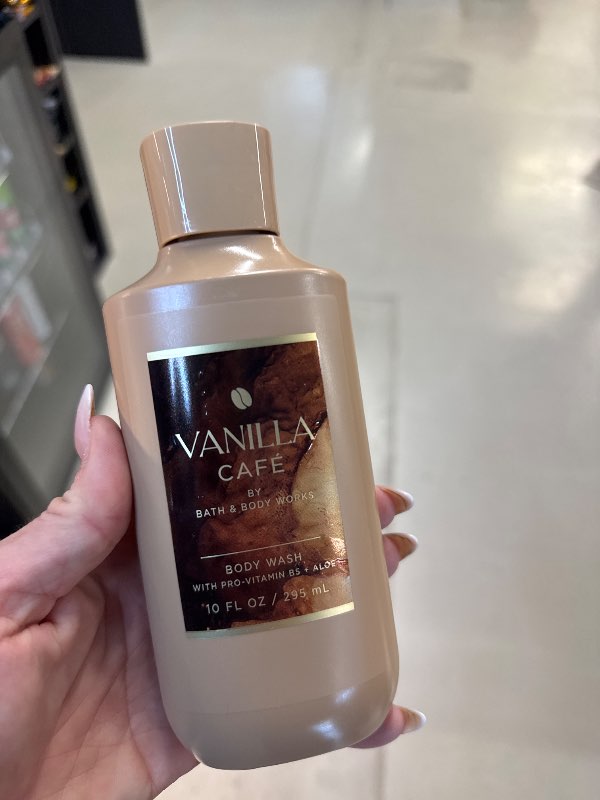 VANILLA
CAFÉ
BY
BATH & BODY WORKS
BODY WASH
WITH PRO-VITAMIN B5 + ALOE
10 FL OZ / 295 mL